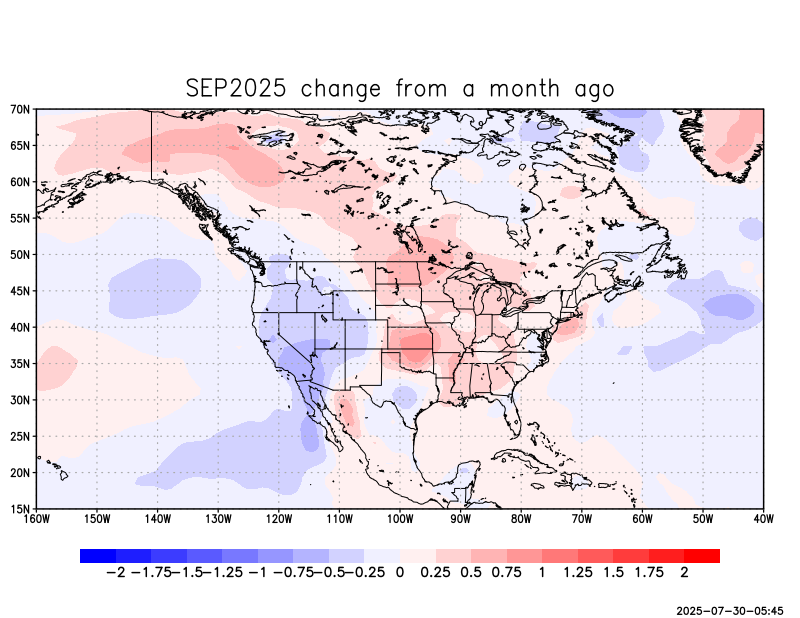 SEP2025 change from a month ago
70N
65N
60N
55N
50N
45N
40N
35N
30N
25N
20N
15N
160W 150W 140W 130W 120W 110W 100W 90W 80W 70W 60W 50W 40W
−2 −1.75 −1.5 −1.25 −1 −0.75 −0.5 −0.25 0 0.25 0.5 0.75 1 1.25 1.5 1.75 2
2025−07−30−05:45